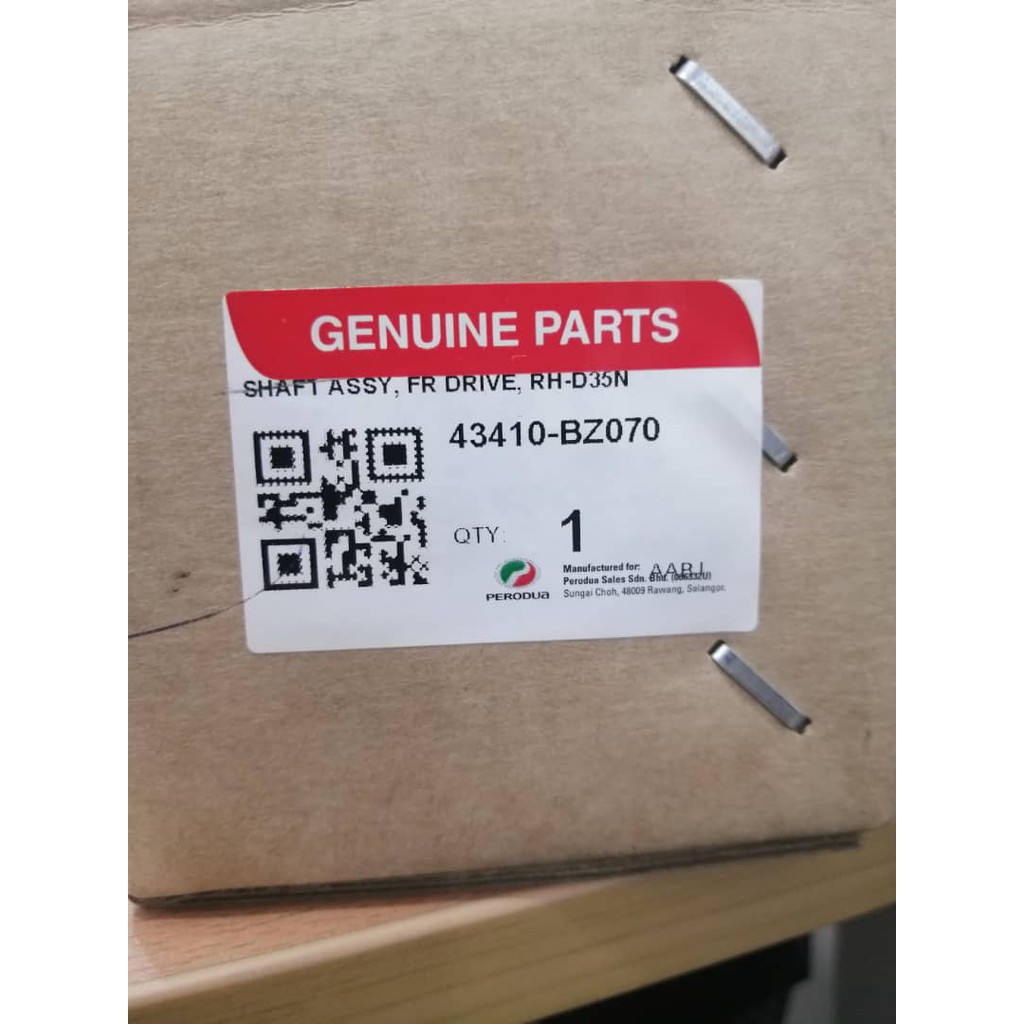 GENUINE PARTS
SHAFT ASSY, FR DRIVE, RH-D35N
43410-BZ070
QTY: 1
PERODUA
Manufactured for:
Perodua Sales Sdn. Bhd.
Sungai Choh, 48009 Rawang, Selangor.